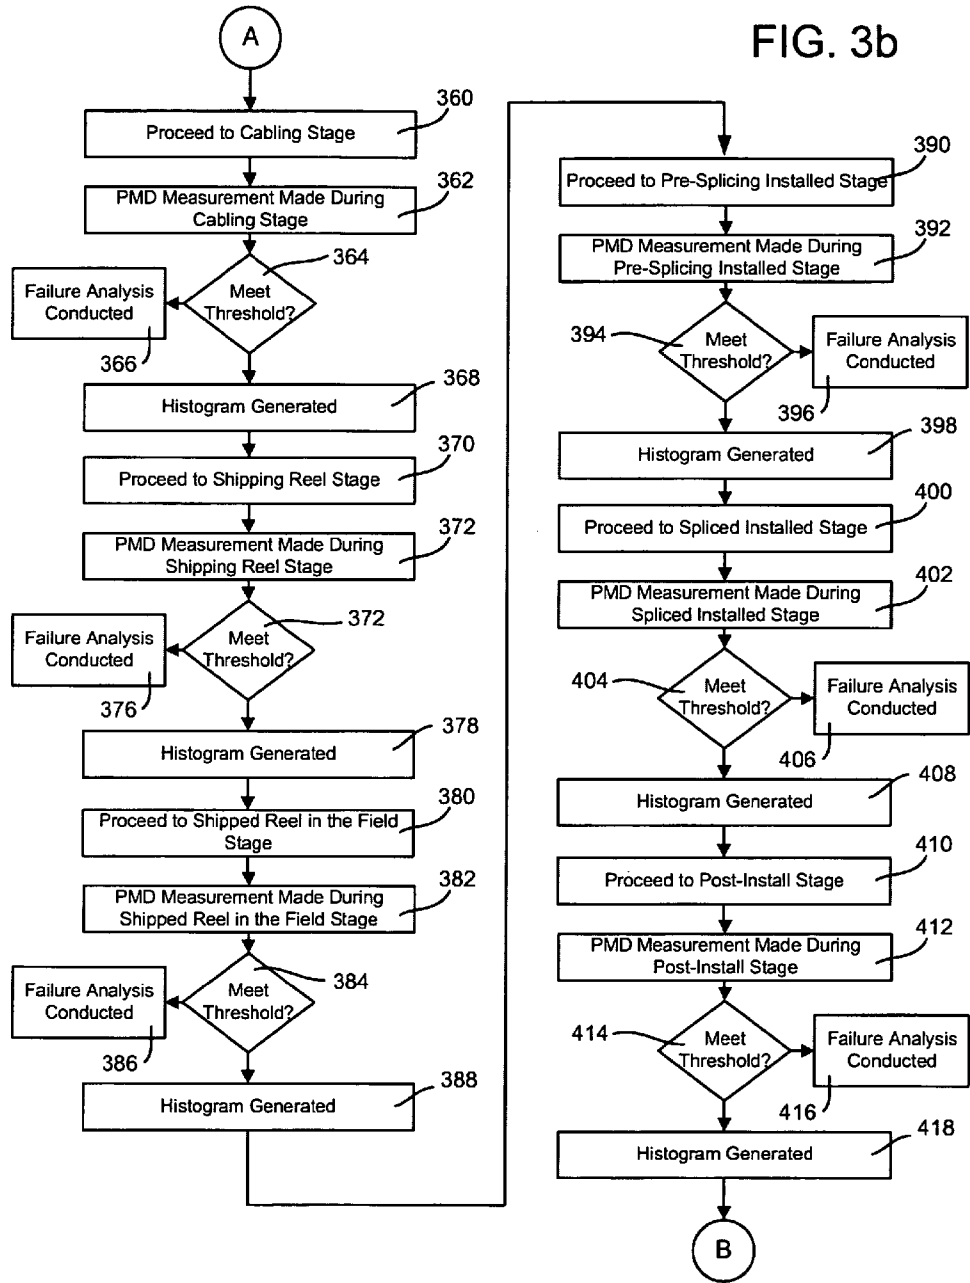 FIG. 3b
A
360
Proceed to Cabling Stage
362
PMD Measurement Made During
Cabling Stage
364
Meet
Threshold?
Failure Analysis
Conducted
366
368
Histogram Generated
370
Proceed to Shipping Reel Stage
372
PMD Measurement Made During
Shipping Reel Stage
372
Meet
Threshold?
Failure Analysis
Conducted
376
378
Histogram Generated
380
Proceed to Shipped Reel in the Field
Stage
382
PMD Measurement Made During
Shipped Reel in the Field Stage
384
Meet
Threshold?
Failure Analysis
Conducted
386
388
Histogram Generated
390
Proceed to Pre-Splicing Installed Stage
392
PMD Measurement Made During
Pre-Splicing Installed Stage
394
Meet
Threshold?
Failure Analysis
Conducted
396
398
Histogram Generated
400
Proceed to Spliced Installed Stage
402
PMD Measurement Made During
Spliced Installed Stage
404
Meet
Threshold?
Failure Analysis
Conducted
406
408
Histogram Generated
410
Proceed to Post-Install Stage
412
PMD Measurement Made During
Post-Install Stage
414
Meet
Threshold?
Failure Analysis
Conducted
416
418
Histogram Generated
B